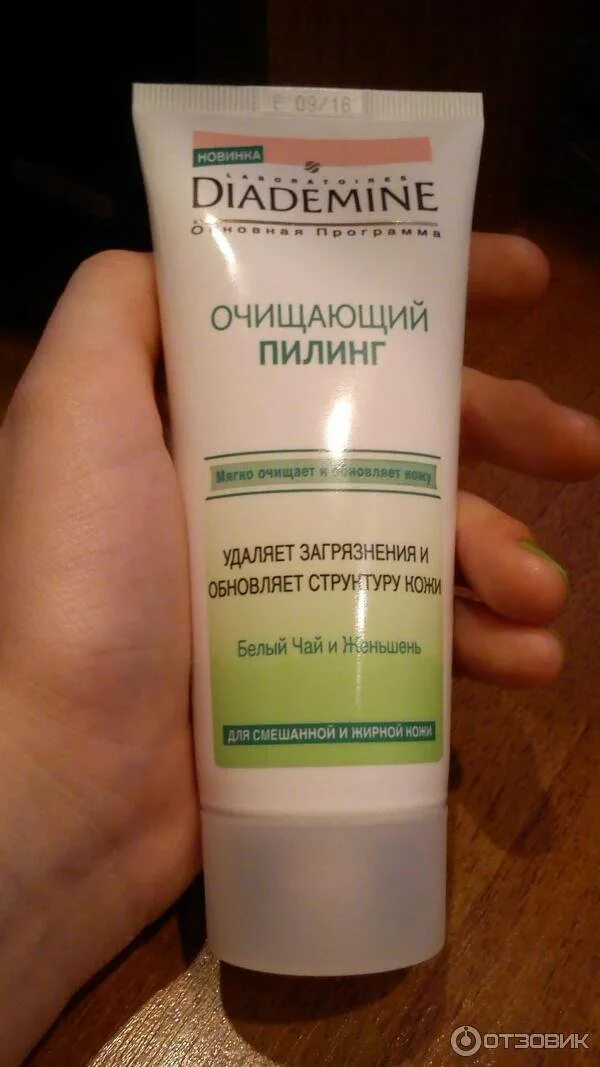 E 09/16
НОВИНКА
LABORATOIRES
DIADEMINE
Основная Программа
ОЧИЩАЮЩИЙ
ПИЛИНГ
Мягко очищает и обновляет кожу
УДАЛЯЕТ ЗАГРЯЗНЕНИЯ И
ОБНОВЛЯЕТ СТРУКТУРУ КОЖИ
Белый Чай и Женьшень
ДЛЯ СМЕШАННОЙ И ЖИРНОЙ КОЖИ
ОТЗОВИК